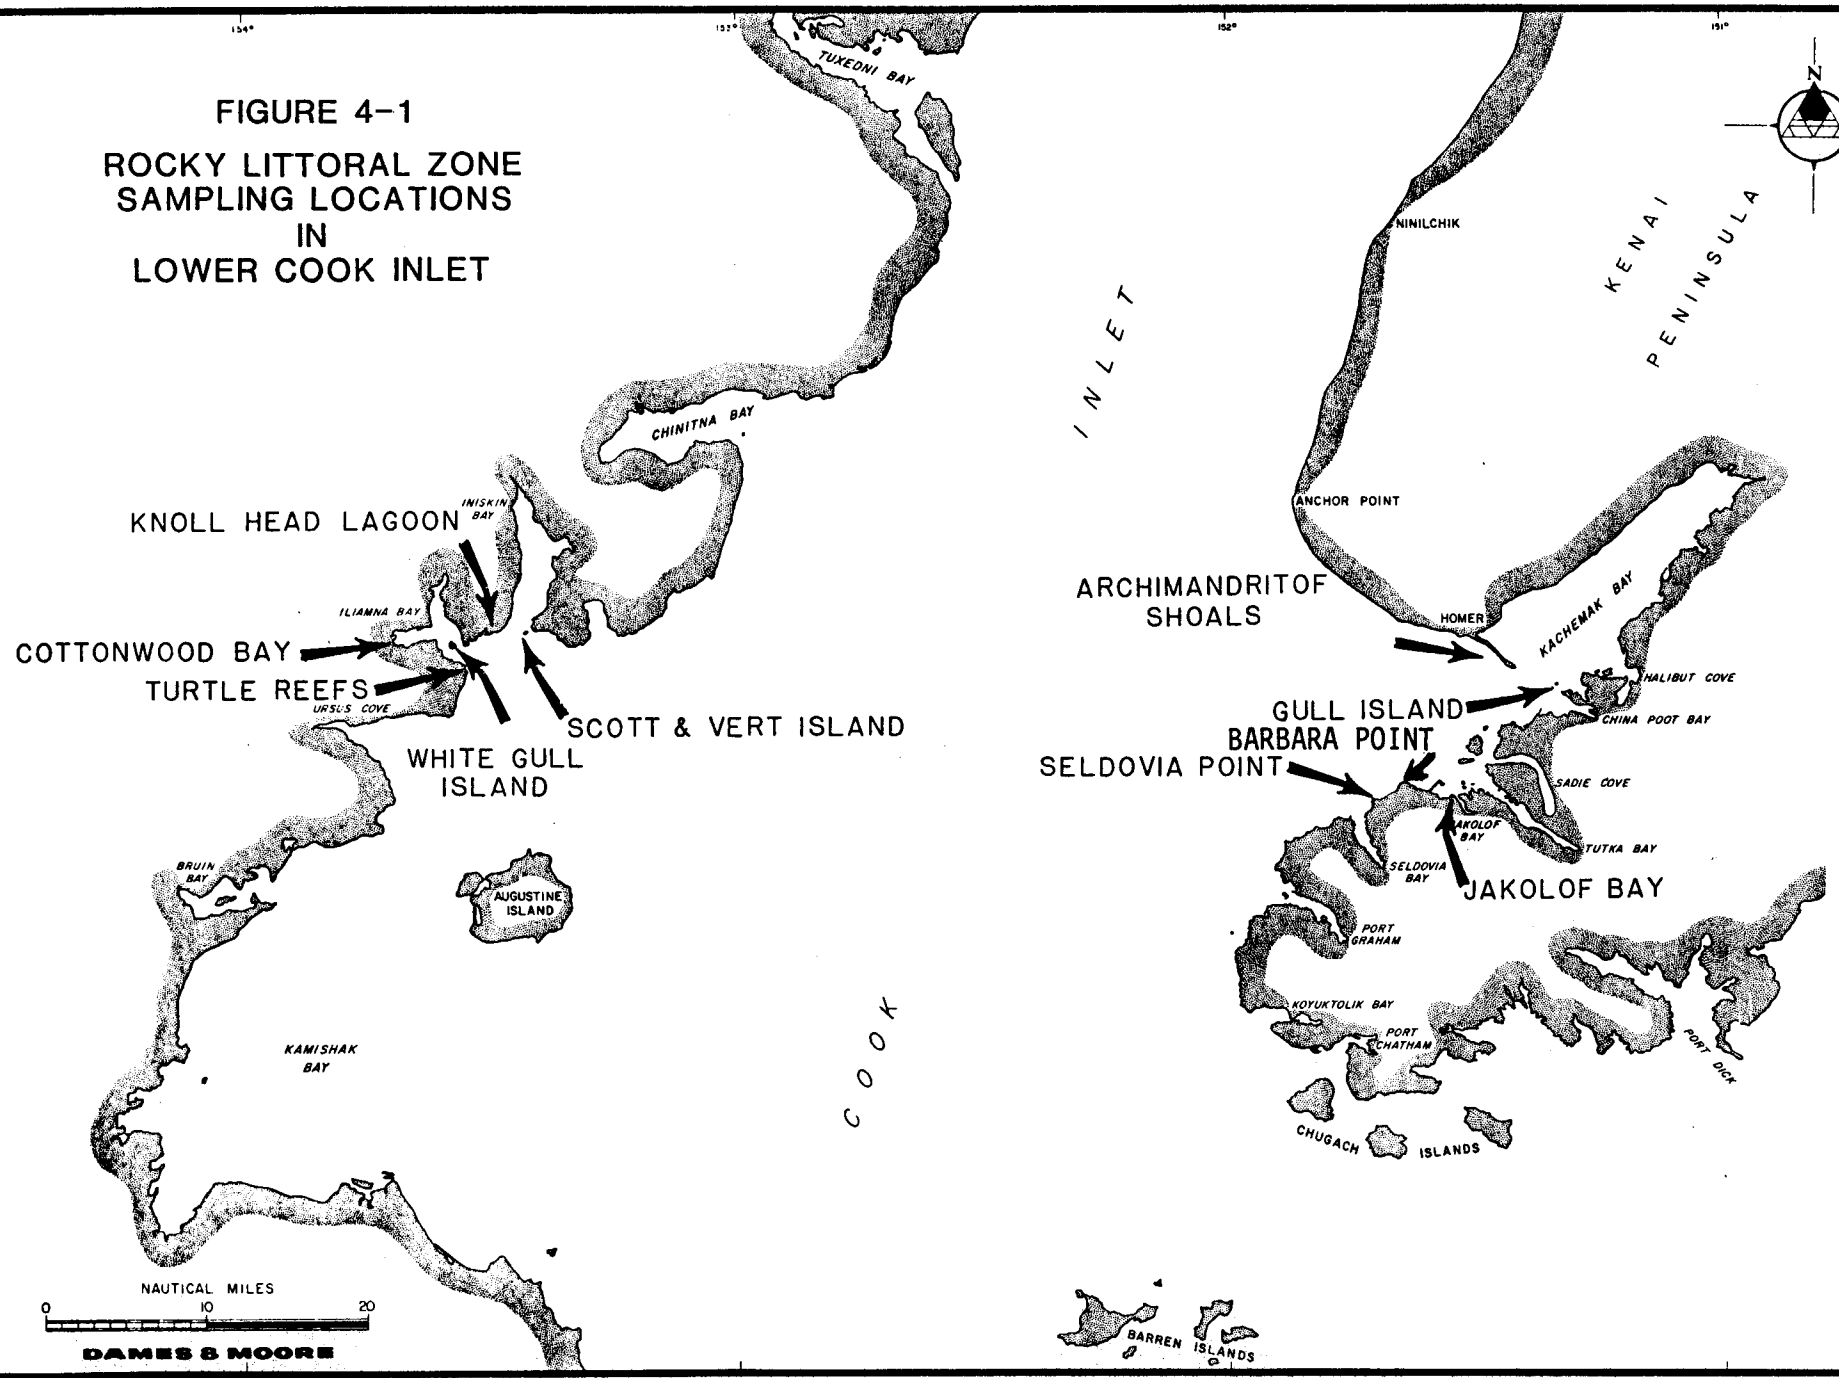 154°
153°
152°
151°
TUXEDNI BAY
N
FIGURE 4-1
ROCKY LITTORAL ZONE
SAMPLING LOCATIONS
IN
LOWER COOK INLET
NINILCHIK
KENAI
PENINSULA
INLET
CHINITNA BAY
INISKIN
BAY
KNOLL HEAD LAGOON
ANCHOR POINT
ILIAMNA BAY
ARCHIMANDRITOF
SHOALS
HOMER
KACHEMAK BAY
COTTONWOOD BAY
TURTLE REEFS
URSUS COVE
HALIBUT COVE
GULL ISLAND
CHINA POOT BAY
SCOTT & VERT ISLAND
BARBARA POINT
WHITE GULL
ISLAND
SELDOVIA POINT
SADIE COVE
JAKOLOF
BAY
TUTKA BAY
BRUIN
BAY
SELDOVIA
BAY
JAKOLOF BAY
AUGUSTINE
ISLAND
PORT
GRAHAM
KOYUKTOLIK BAY
COOK
PORT
CHATHAM
PORT DICK
KAMISHAK
BAY
CHUGACH ISLANDS
NAUTICAL MILES
0 10 20
DAMES & MOORE
BARREN ISLANDS